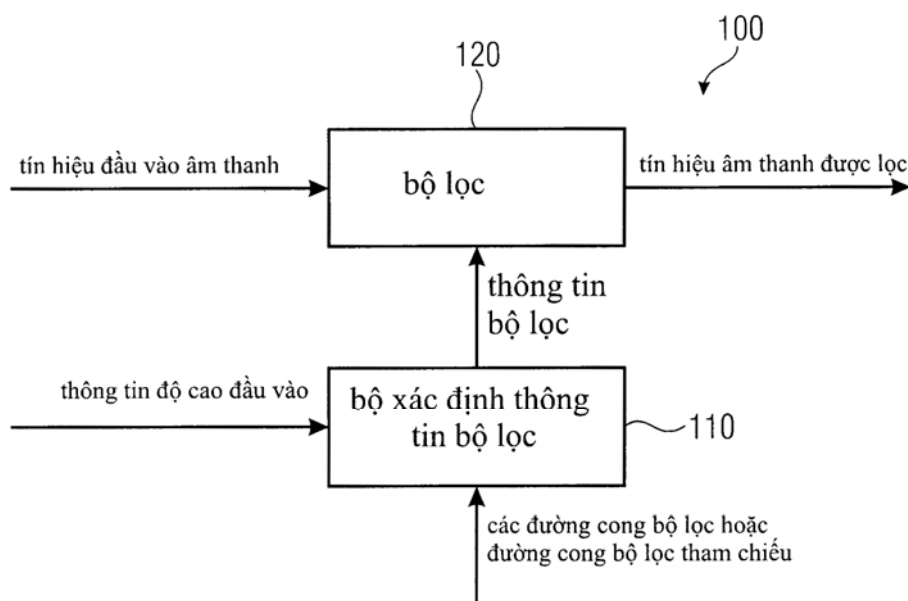 100
120
tín hiệu đầu vào âm thanh
bộ lọc
tín hiệu âm thanh được lọc
thông tin
bộ lọc
thông tin độ cao đầu vào
bộ xác định thông
tin bộ lọc
110
các đường cong bộ lọc hoặc
đường cong bộ lọc tham chiếu